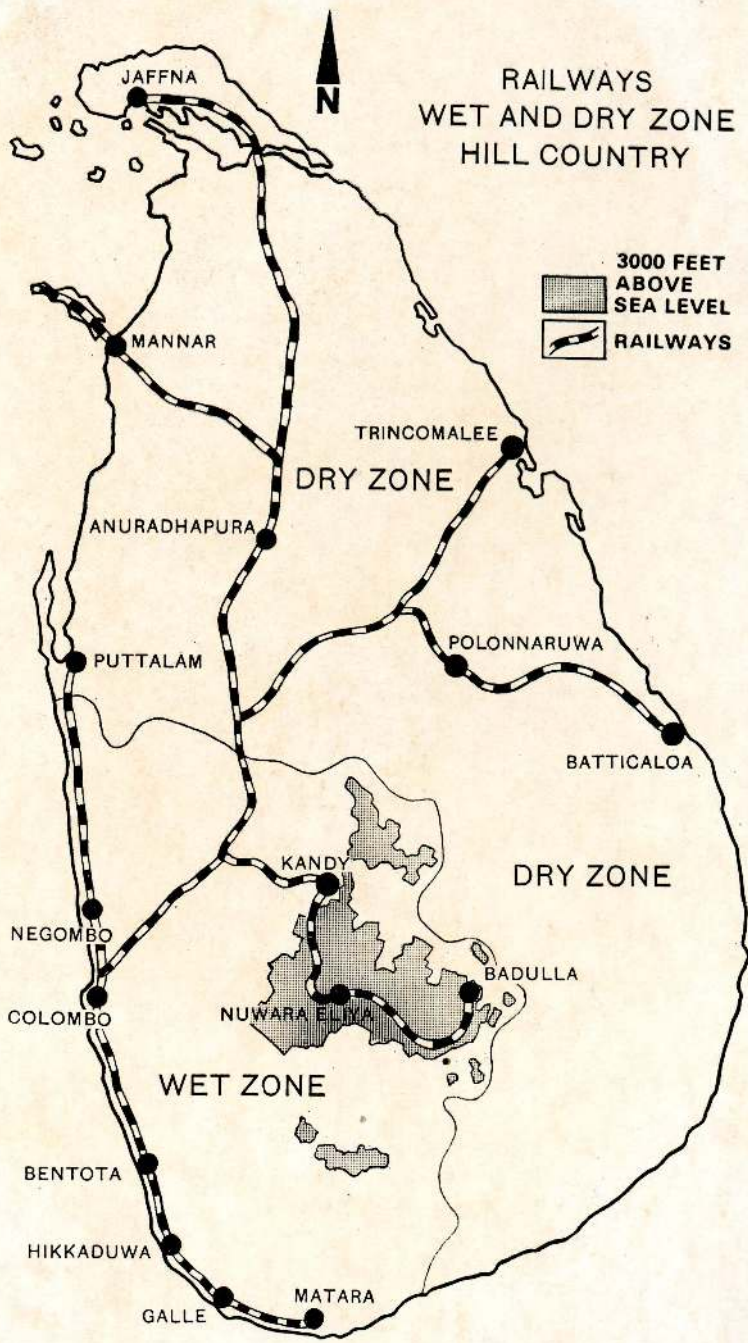 JAFFNA
N
RAILWAYS
WET AND DRY ZONE
HILL COUNTRY
3000 FEET
ABOVE
SEA LEVEL
RAILWAYS
MANNAR
TRINCOMALEE
DRY ZONE
ANURADHAPURA
PUTTALAM
POLONNARUWA
BATTICALOA
KANDY
DRY ZONE
NEGOMBO
BADULLA
COLOMBO
NUWARA ELIYA
WET ZONE
BENTOTA
HIKKADUWA
GALLE
MATARA